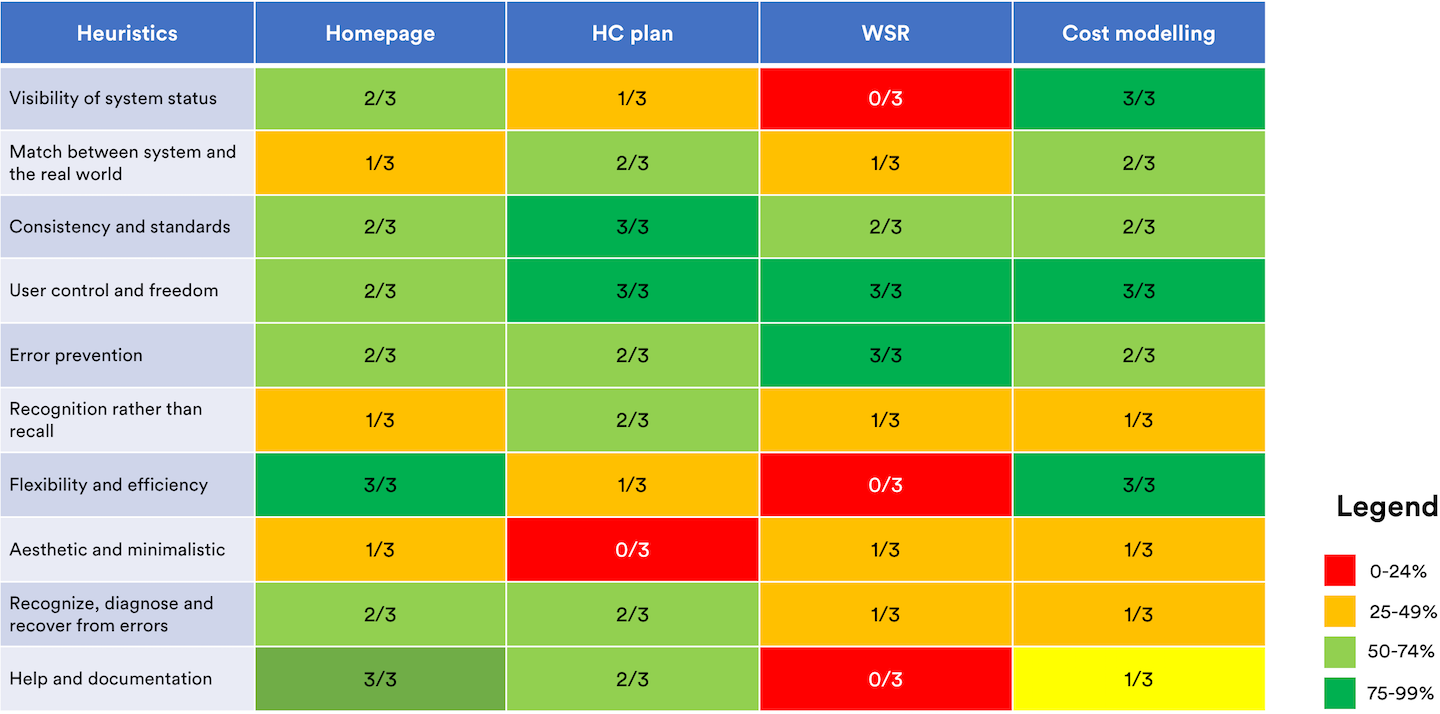 Heuristics Homepage HC plan WSR Cost modelling
Visibility of system status 2/3 1/3 0/3 3/3
Match between system and
the real world 1/3 2/3 1/3 2/3
Consistency and standards 2/3 3/3 2/3 2/3
User control and freedom 2/3 3/3 3/3 3/3
Error prevention 2/3 2/3 3/3 2/3
Recognition rather than
recall 1/3 2/3 1/3 1/3
Flexibility and efficiency 3/3 1/3 0/3 3/3
Aesthetic and minimalistic 1/3 0/3 1/3 1/3
Recognize, diagnose and
recover from errors 2/3 2/3 1/3 1/3
Help and documentation 3/3 2/3 0/3 1/3
Legend
0-24%
25-49%
50-74%
75-99%